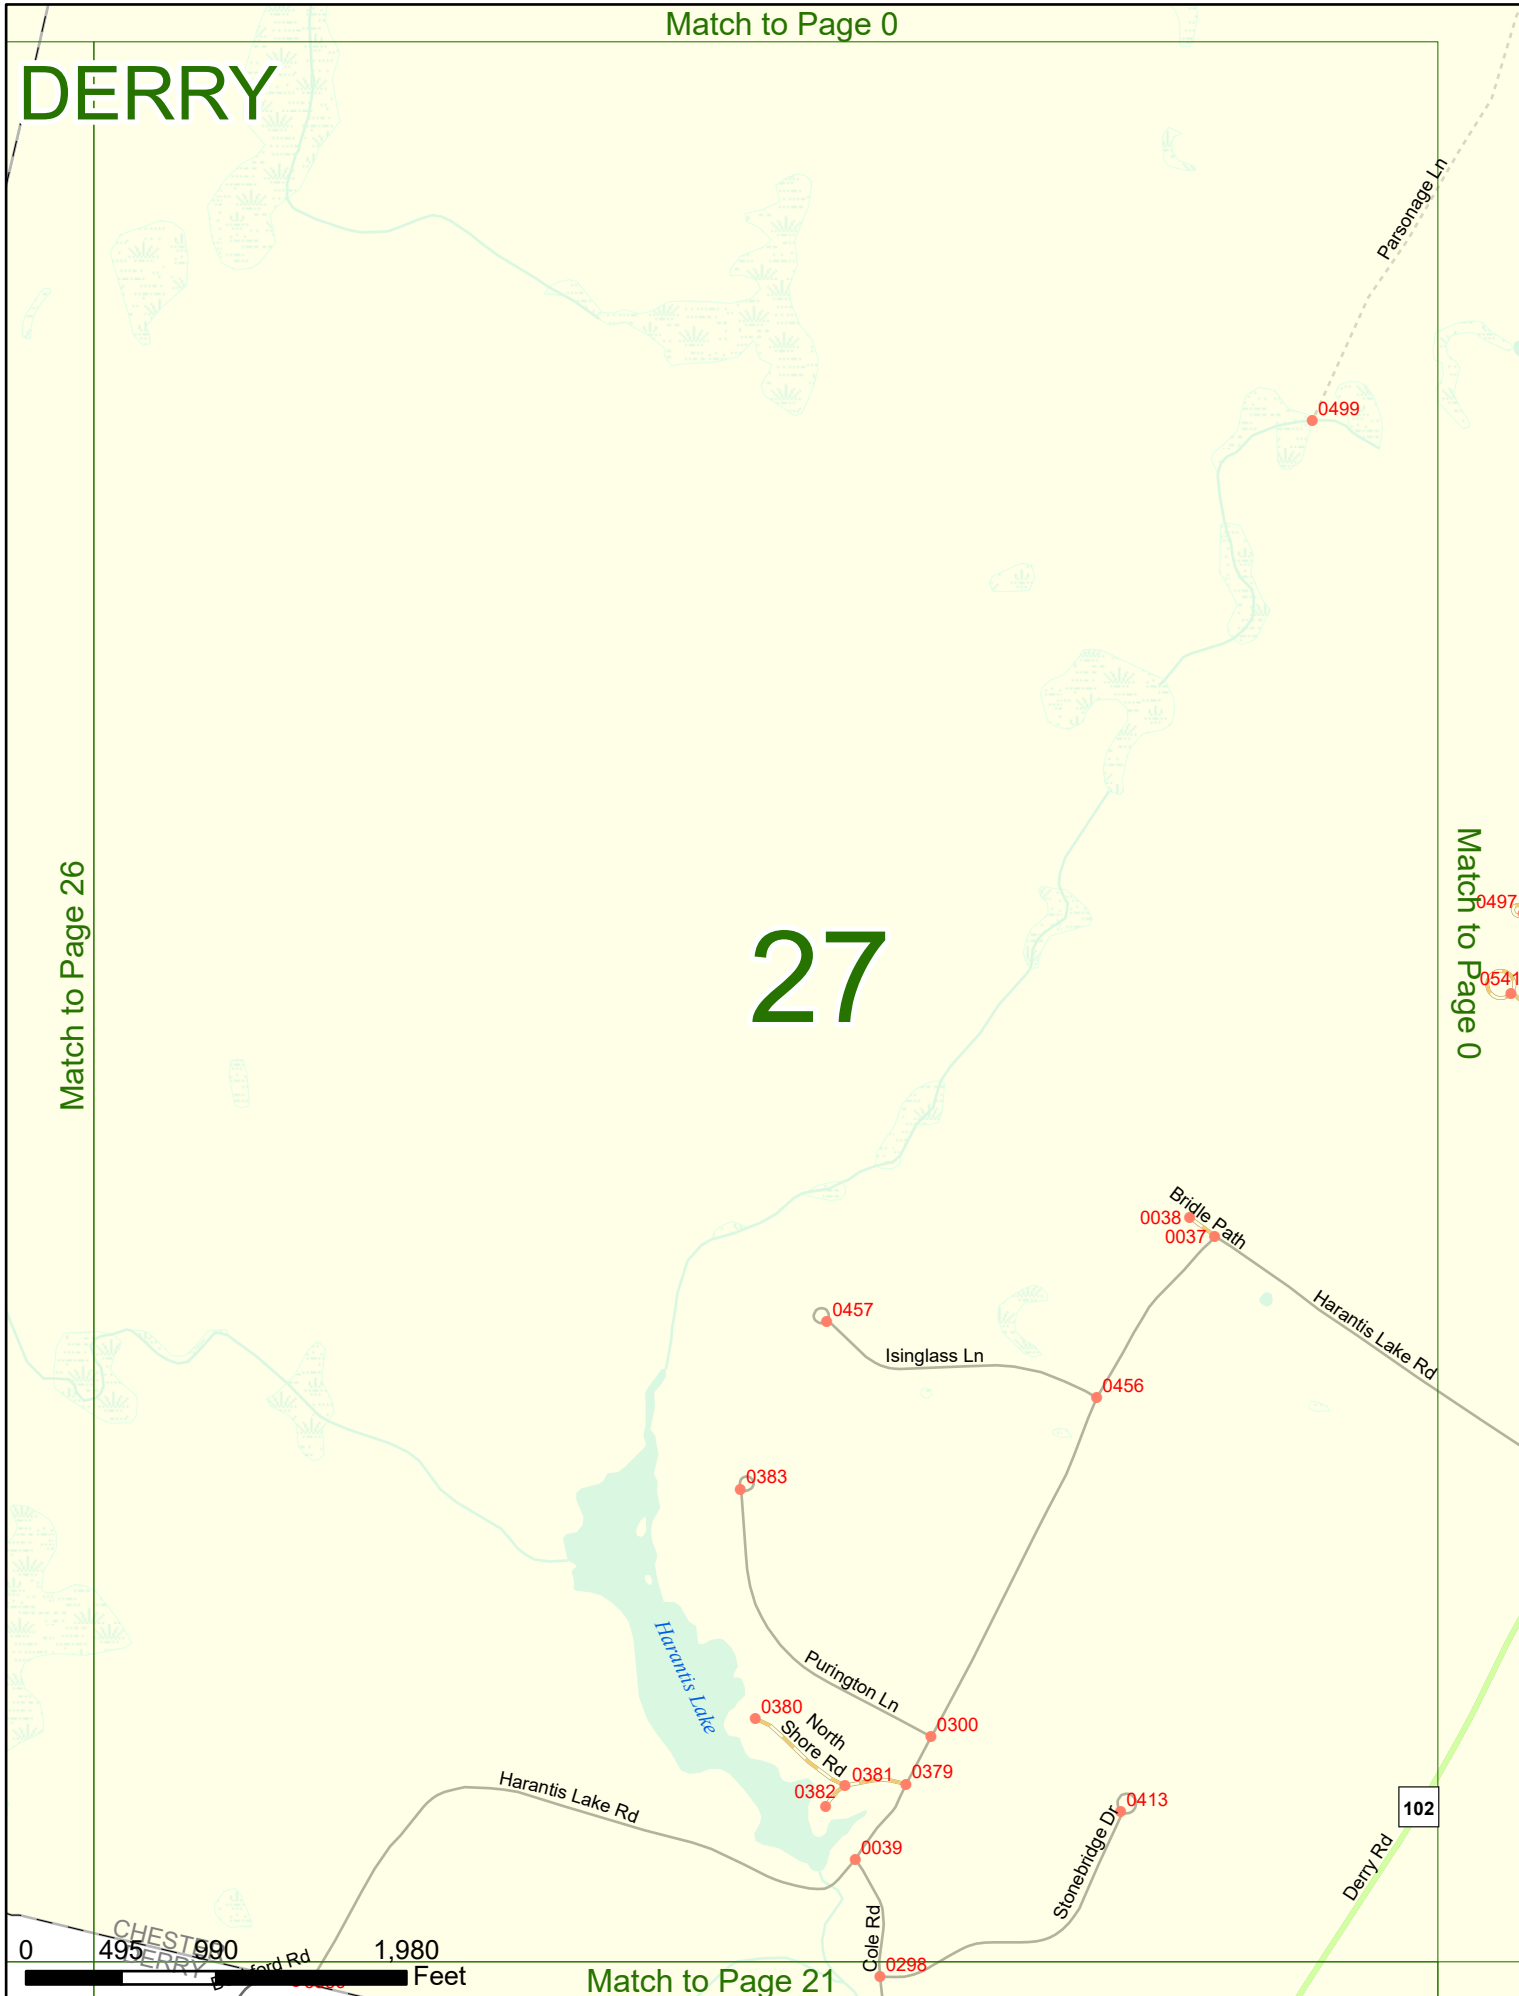 Match to Page 0
DERRY
Parsonage Ln
0499
Match to Page 26
27
Match to Page 0
0497
0541
Bridle Path
0038
0037
Harantis Lake Rd
0457
Isinglass Ln
0456
0383
Harantis Lake
Purington Ln
0380
North
Shore Rd
0300
0381
0379
0382
Harantis Lake Rd
0413
102
Stonebridge Dr
Derry Rd
0039
Cole Rd
CHESTER
DERRY
0 495 990 1,980
Feet
0298
Match to Page 21